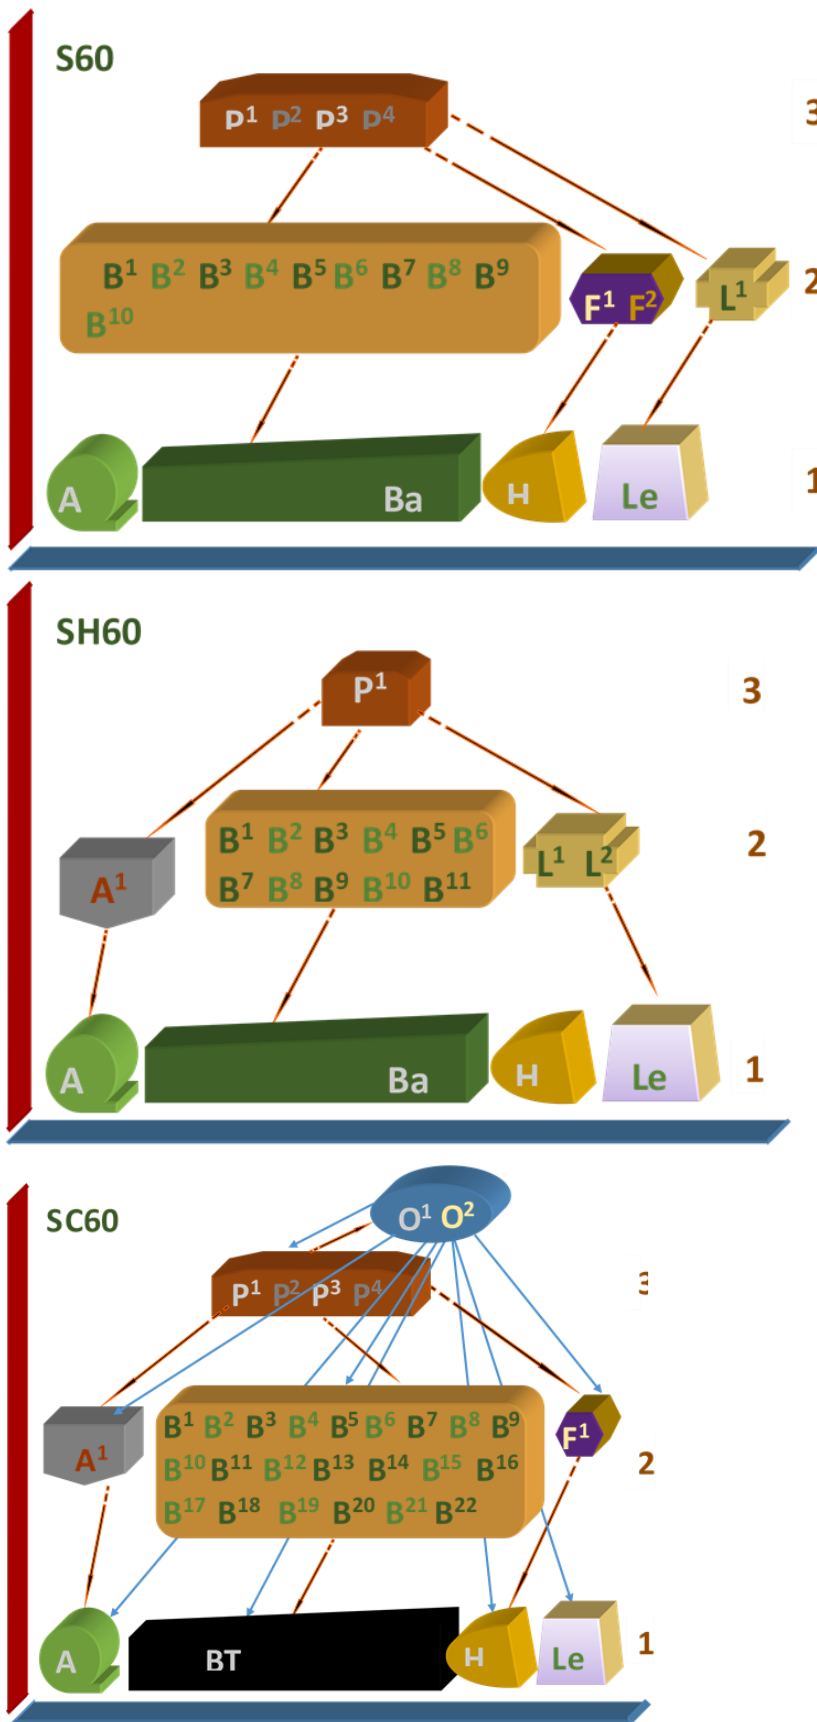 S60
P¹ P² P³ P⁴
3
B¹ B² B³ B⁴ B⁵ B⁶ B⁷ B⁸ B⁹
B¹⁰
F¹ F²
L¹
2
A
Ba
H
Le
1
SH60
P¹
3
A¹
B¹ B² B³ B⁴ B⁵ B⁶
B⁷ B⁸ B⁹ B¹⁰ B¹¹
L¹ L²
2
A
Ba
H
Le
1
SC60
O¹ O²
P¹ P² P³ P⁴
3
A¹
B¹ B² B³ B⁴ B⁵ B⁶ B⁷ B⁸ B⁹
B¹⁰ B¹¹ B¹² B¹³ B¹⁴ B¹⁵ B¹⁶
B¹⁷ B¹⁸ B¹⁹ B²⁰ B²¹ B²²
F¹
2
A
BT
H
Le
1